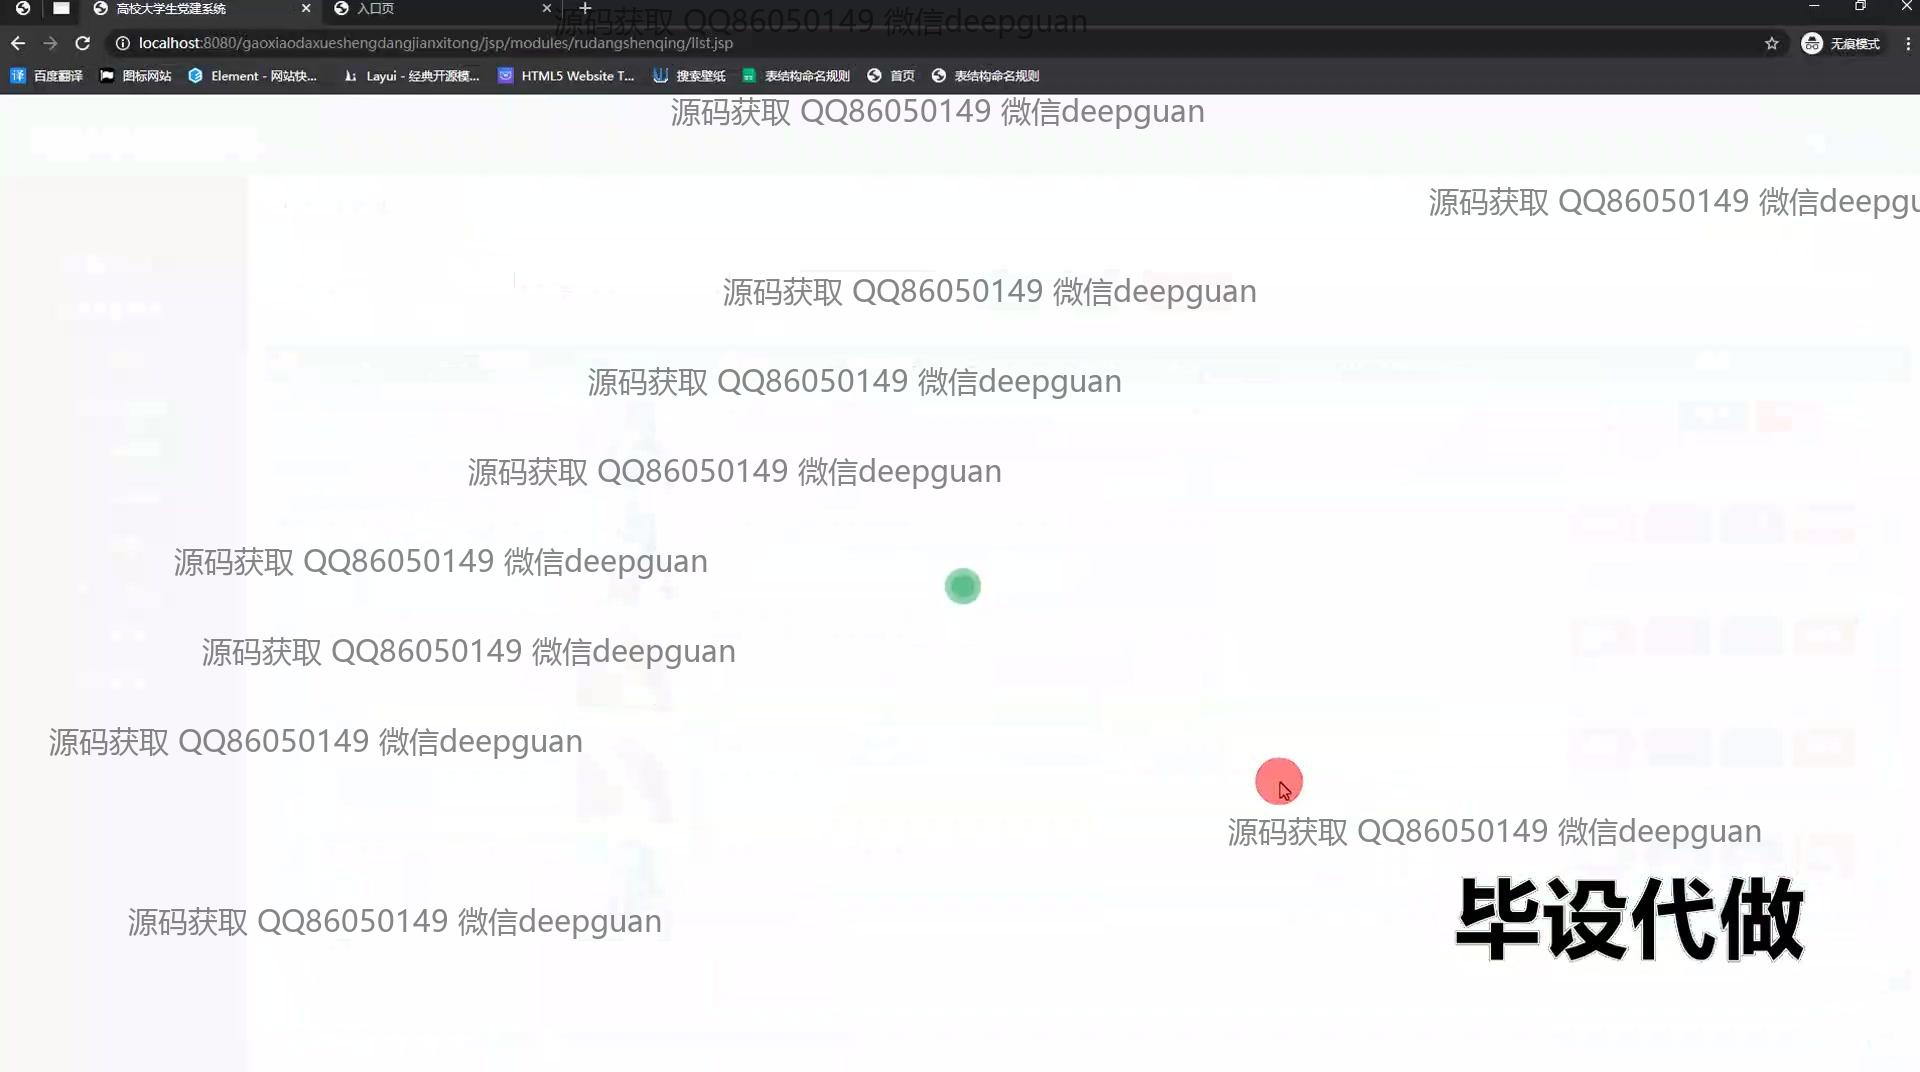 高校大学生党建系统
入口页
源码获取 QQ86050149 微信deepguan
localhost:8080/gaoxiaodaxueshengdangjianxitong/jsp/modules/rudangshenqing/list.jsp
无痕模式
百度翻译
图标网站
Element - 网站快...
Layui - 经典开源模...
HTML5 Website T...
搜索壁纸
表结构命名规则
首页
表结构命名规则
源码获取 QQ86050149 微信deepguan
源码获取 QQ86050149 微信deepgu
源码获取 QQ86050149 微信deepguan
源码获取 QQ86050149 微信deepguan
源码获取 QQ86050149 微信deepguan
源码获取 QQ86050149 微信deepguan
源码获取 QQ86050149 微信deepguan
源码获取 QQ86050149 微信deepguan
源码获取 QQ86050149 微信deepguan
毕设代做
源码获取 QQ86050149 微信deepguan